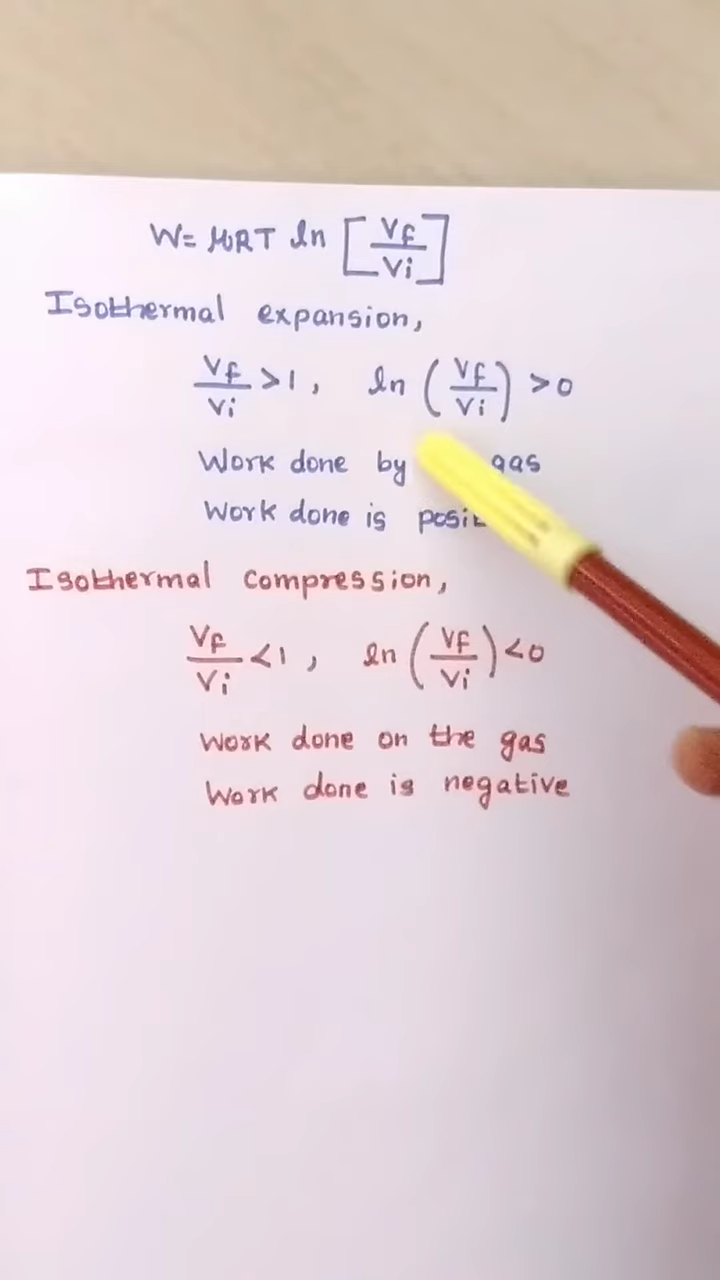 W= μRT ln [Vf/Vi]
Isothermal expansion,
Vf/Vi >1, ln (Vf/Vi) >0
Work done by gas
Work done is
Isothermal compression,
Vf/Vi <1, ln (Vf/Vi) <0
Work done on the gas
Work done is negative